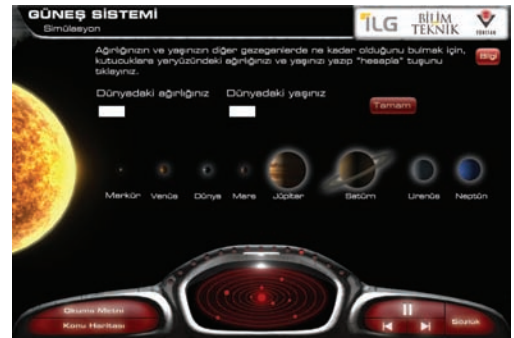 GÜNEŞ SİSTEMİ
Simülasyon
TLG BİLİM TEKNİK TÜBİTAK
Ağırlığınızın ve yaşınızın diğer gezegenlerde ne kadar olduğunu bulmak için,
kutucuklara yeryüzündeki ağırlığınızı ve yaşınızı yazıp "hesapla" tuşunu
tıklayınız.
Bilgi
Dünyadaki ağırlığınız Dünyadaki yaşınız
Tamam
Merkür Venüs Dünya Mars Jüpiter Satürn Uranüs Neptün
Okuma Metini
Konu Haritası
Sözlük